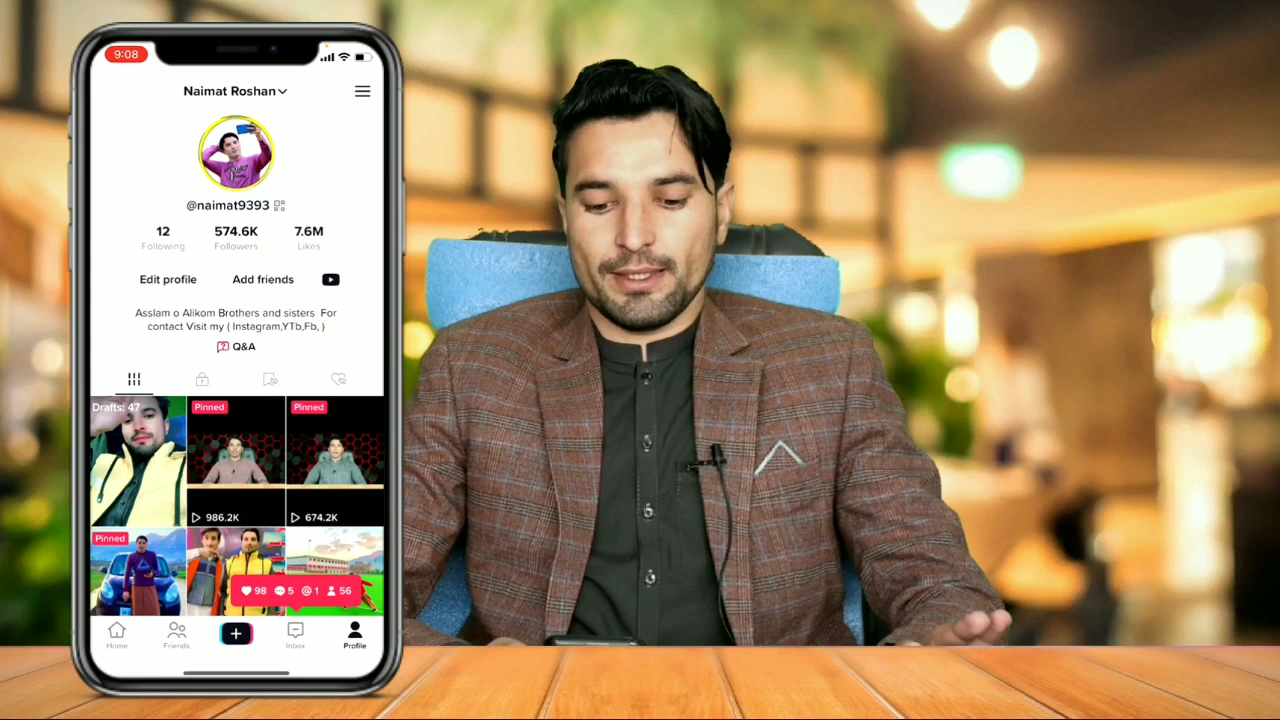 9:08
Naimat Roshan
@naimat9393
12 574.6K 7.6M
Following Followers Likes
Edit profile Add friends
Asslam o Alikom Brothers and sisters For
contact Visit my ( Instagram,YTb,Fb, )
Q&A
Drafts: 47 Pinned Pinned
986.2K 674.2K
Pinned
98 5 @ 1 56
Home Friends Inbox Profile